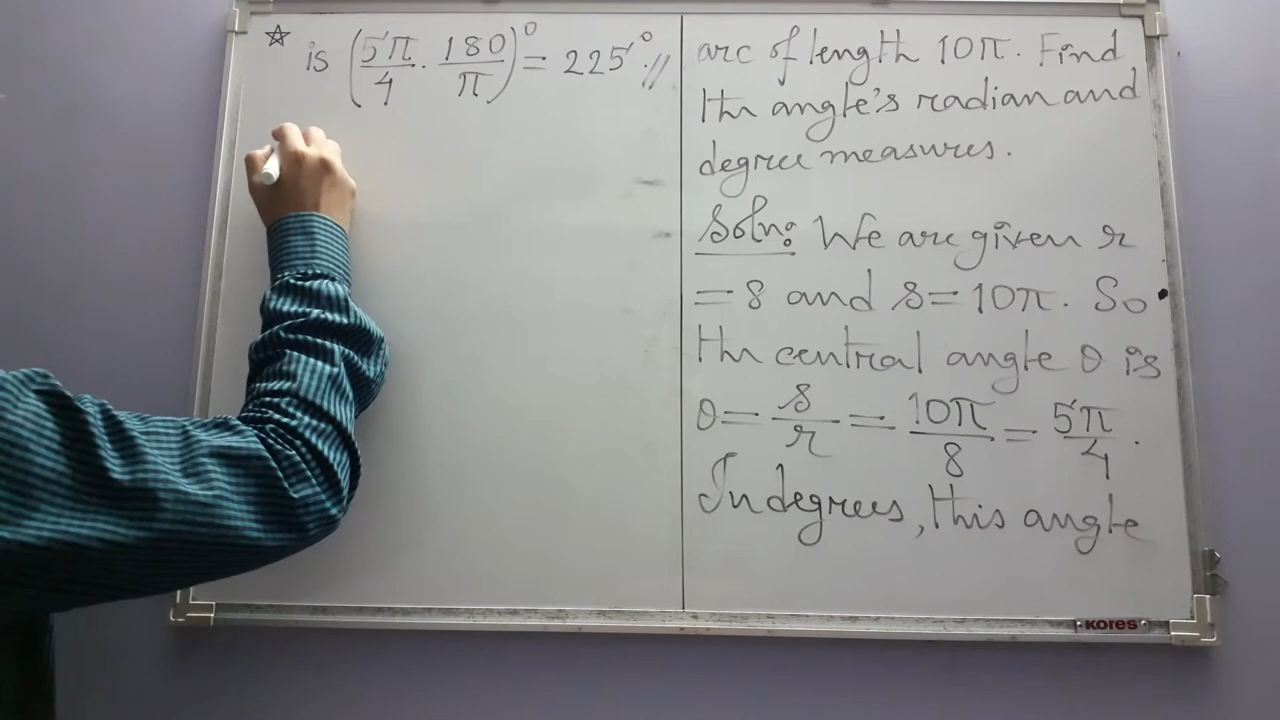 ☆ is (5π/4 · 180/π)° = 225°.//
arc of length 10π. Find
the angle's radian and
degree measures.
Soln: We are given r
= 8 and s = 10π. So
the central angle θ is
θ = s/r = 10π/8 = 5π/4.
In degrees, this angle
KORES